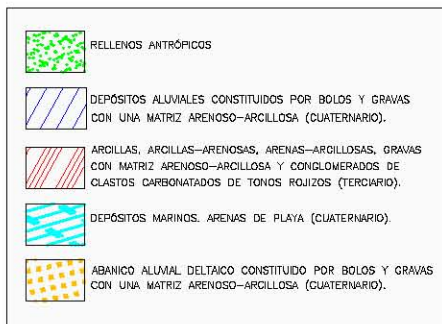 RELLENOS ANTRÓPICOS
DEPÓSITOS ALUVIALES CONSTITUIDOS POR BOLOS Y GRAVAS
CON UNA MATRIZ ARENOSO-ARCILLOSA (CUATERNARIO).
ARCILLAS, ARCILLAS-ARENOSAS, ARENAS-ARCILLOSAS, GRAVAS
CON MATRIZ ARENOSO-ARCILLOSA Y CONGLOMERADOS DE
CLASTOS CARBONATADOS DE TONOS ROJIZOS (TERCIARIO).
DEPÓSITOS MARINOS. ARENAS DE PLAYA (CUATERNARIO).
ABANICO ALUVIAL DELTAICO CONSTITUIDO POR BOLOS Y GRAVAS
CON UNA MATRIZ ARENOSO-ARCILLOSA (CUATERNARIO).